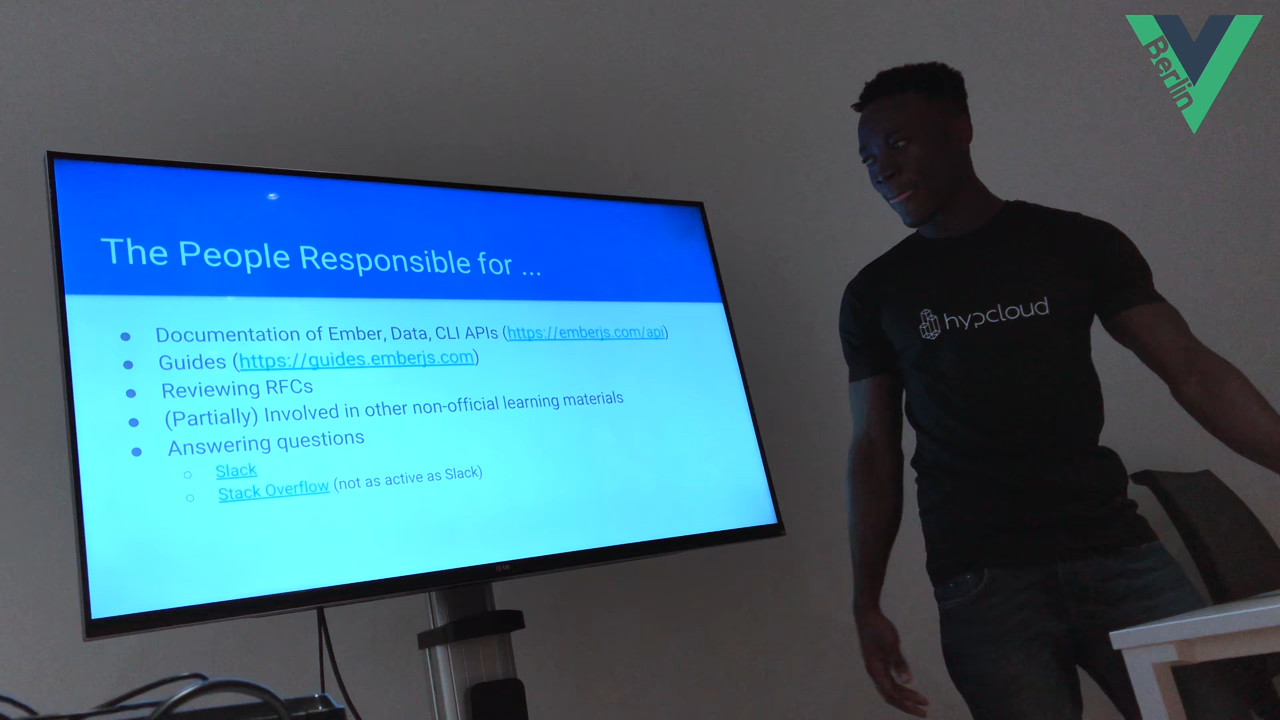 Berlin
The People Responsible for ...
Documentation of Ember, Data, CLI APIs (https://emberjs.com/api)
Guides (https://guides.emberjs.com)
Reviewing RFCs
(Partially) Involved in other non-official learning materials
Answering questions
Slack
Stack Overflow (not as active as Slack)
hypcloud
LG